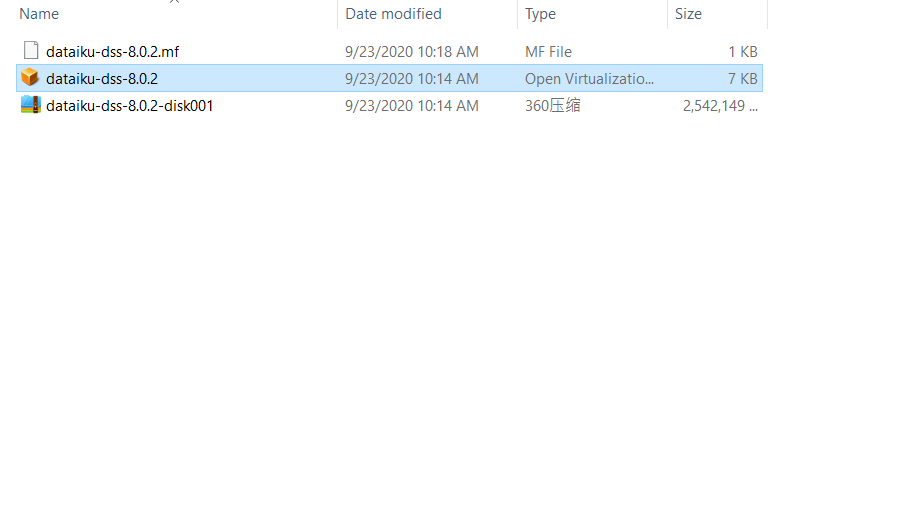 Name Date modified Type Size
dataiku-dss-8.0.2.mf 9/23/2020 10:18 AM MF File 1 KB
dataiku-dss-8.0.2 9/23/2020 10:14 AM Open Virtualizatio... 7 KB
dataiku-dss-8.0.2-disk001 9/23/2020 10:14 AM 360压缩 2,542,149 ...